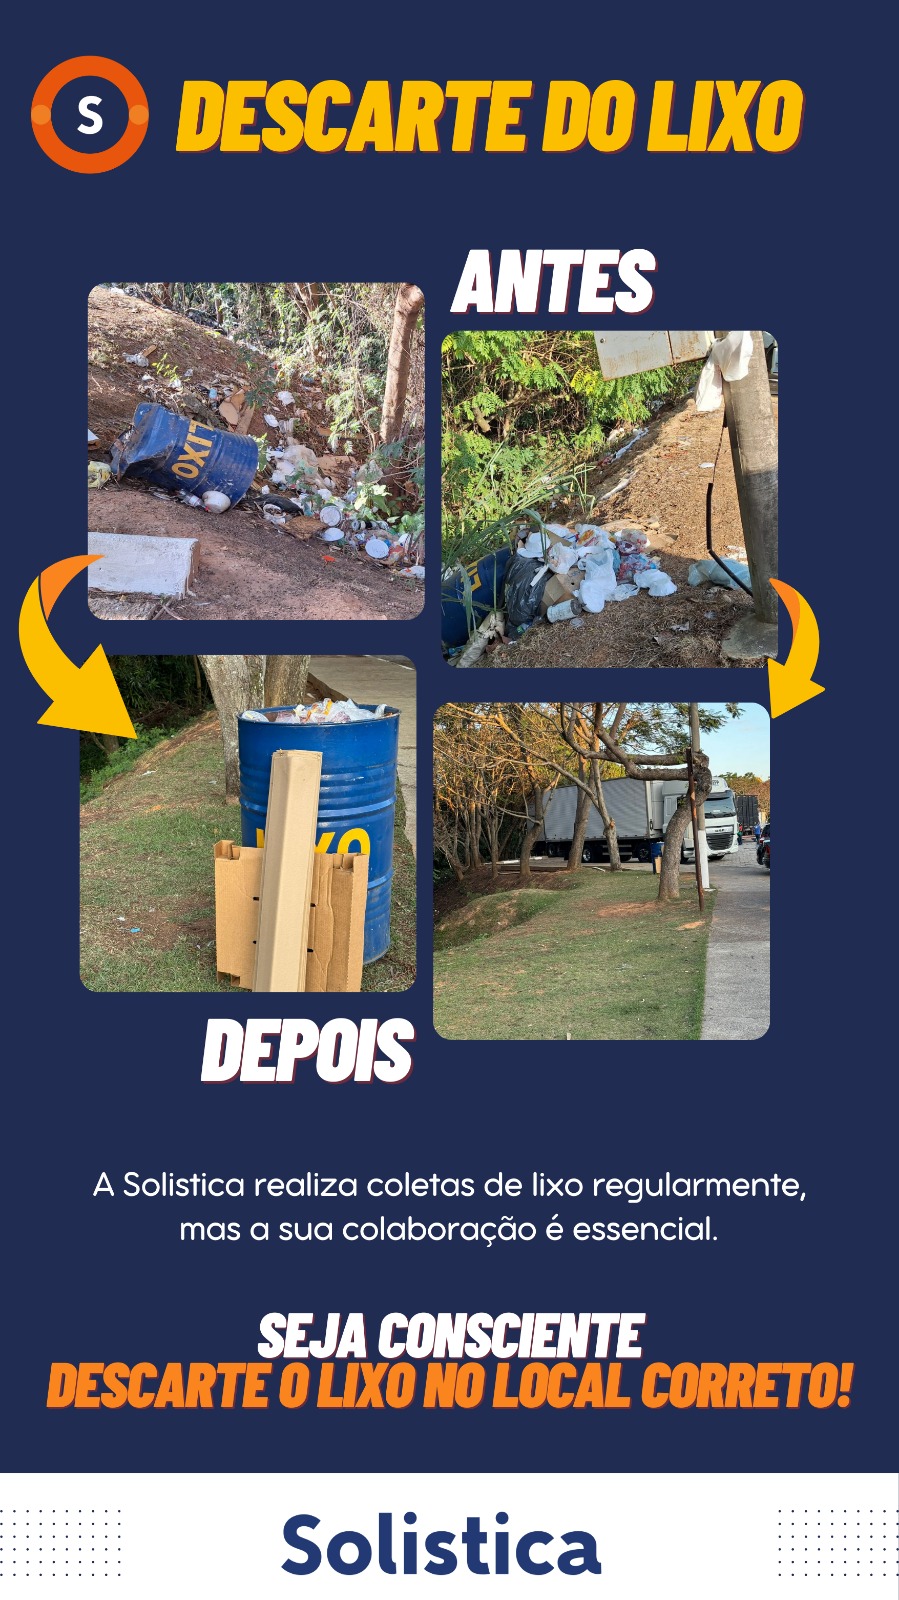 S
DESCARTE DO LIXO
ANTES
LIXO
DEPOIS
A Solistica realiza coletas de lixo regularmente,
mas a sua colaboração é essencial.
SEJA CONSCIENTE
DESCARTE O LIXO NO LOCAL CORRETO!
Solistica